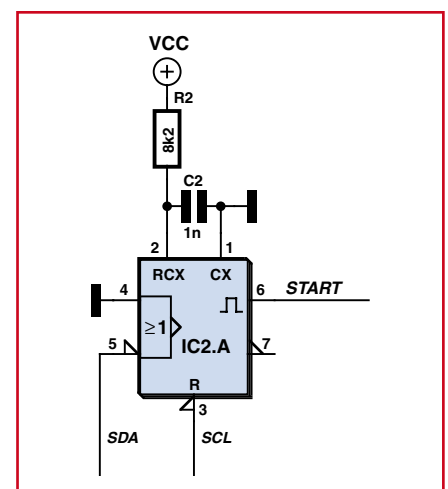 VCC
R2
8k2
C2
1n
2 1
RCX CX
4 6 START
≥1
5 IC2.A 7
R
3
SDA SCL